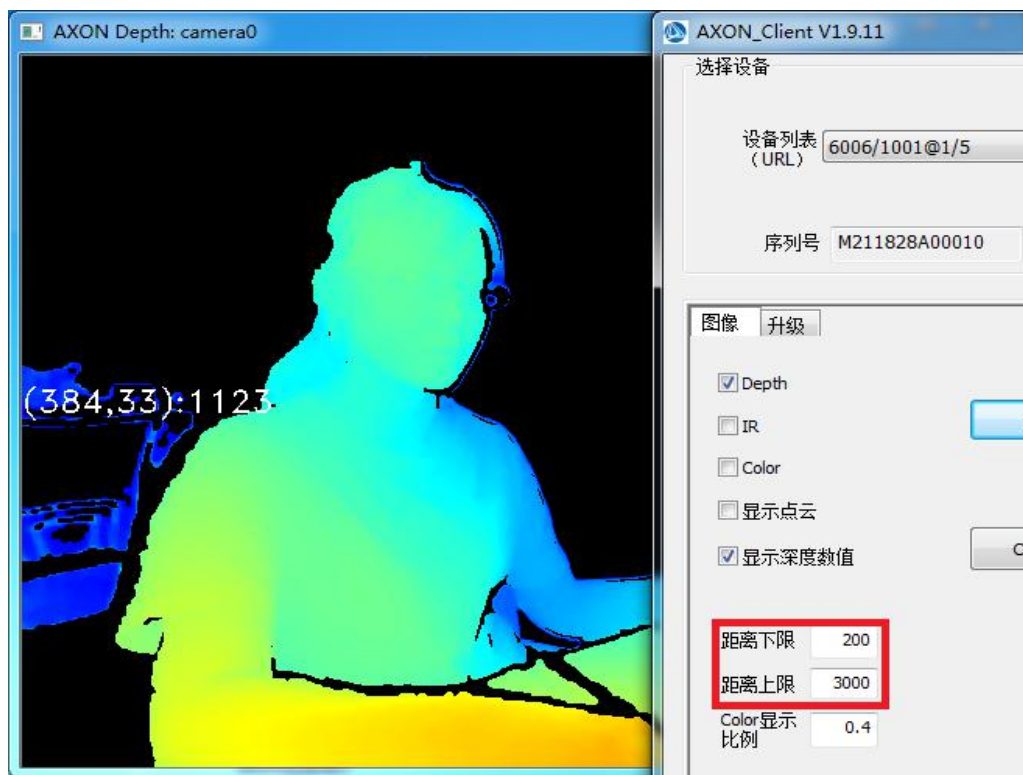 AXON Depth: camera0
(384,33):1123
AXON_Client V1.9.11
选择设备
设备列表
（URL）
6006/1001@1/5
序列号
M211828A00010
图像
升级
Depth
IR
Color
显示点云
显示深度数值
C
距离下限
200
距离上限
3000
Color显示
比例
0.4